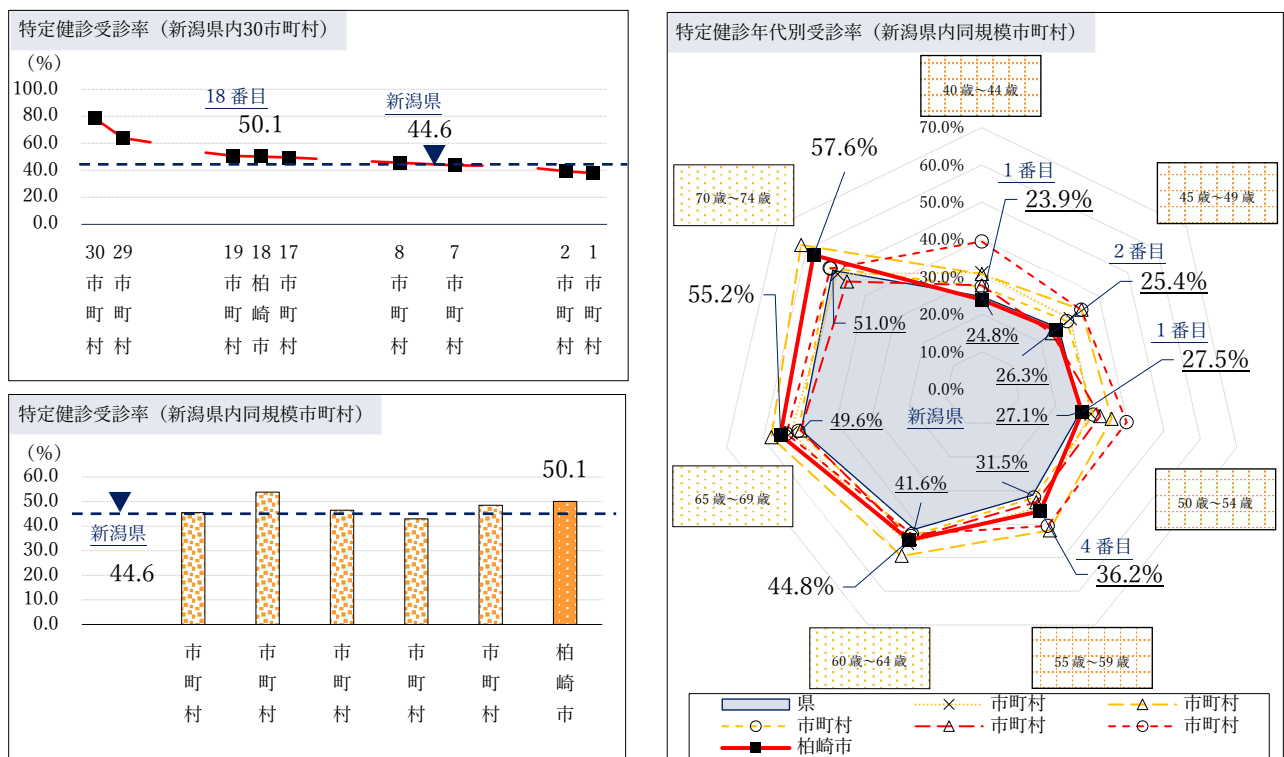 特定健診受診率（新潟県内30市町村）
（%）
100.0
80.0
60.0
40.0
20.0
0.0
18 番目
50.1
新潟県
44.6
30市町村
29市町村
19市町村
18柏崎市
17市町村
8市町村
7市町村
2市町村
1市町村
特定健診受診率（新潟県内同規模市町村）
(%)
60.0
50.0
40.0
30.0
20.0
10.0
0.0
新潟県
44.6
50.1
市町村
市町村
市町村
市町村
市町村
柏崎市
特定健診年代別受診率（新潟県内同規模市町村）
40 歳～44 歳
45 歳～49 歳
50 歳～54 歳
55 歳～59 歳
60 歳～64 歳
65 歳～69 歳
70 歳～74 歳
70.0%
60.0%
50.0%
40.0%
30.0%
20.0%
10.0%
0.0%
1 番目
23.9%
2 番目
25.4%
1 番目
27.5%
4 番目
36.2%
44.8%
55.2%
57.6%
24.8%
26.3%
27.1%
31.5%
41.6%
49.6%
51.0%
新潟県
県
市町村
市町村
市町村
市町村
市町村
柏崎市